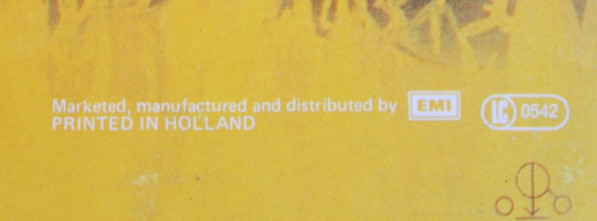 Marketed, manufactured and distributed by EMI LC 0542
PRINTED IN HOLLAND